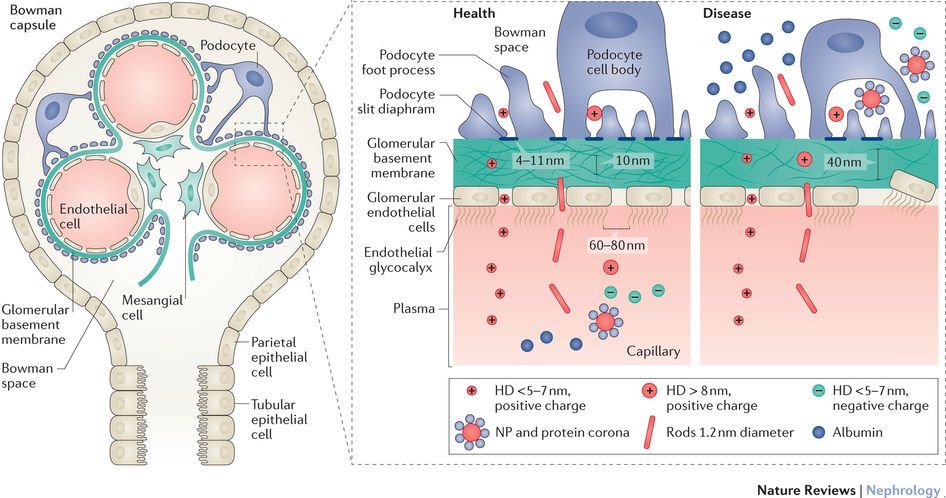 Bowman
capsule
Podocyte
Endothelial
cell
Mesangial
cell
Glomerular
basement
membrane
Bowman
space
Parietal
epithelial
cell
Tubular
epithelial
cell
Health
Disease
Bowman
space
Podocyte
foot process
Podocyte
cell body
Podocyte
slit diaphram
Glomerular
basement
membrane
4–11 nm
10 nm
40 nm
Glomerular
endothelial
cells
Endothelial
glycocalyx
60–80 nm
Plasma
Capillary
HD <5–7 nm,
positive charge
HD > 8 nm,
positive charge
HD <5–7 nm,
negative charge
NP and protein corona
Rods 1.2 nm diameter
Albumin
Nature Reviews | Nephrology